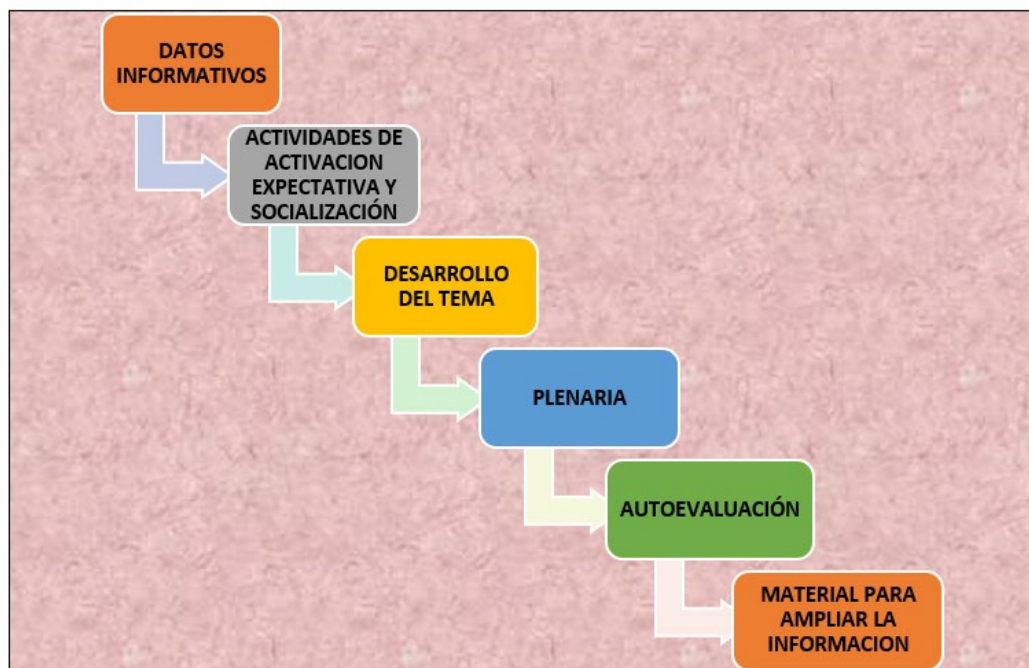 DATOS
INFORMATIVOS
ACTIVIDADES DE
ACTIVACION
EXPECTATIVA Y
SOCIALIZACIÓN
DESARROLLO
DEL TEMA
PLENARIA
AUTOEVALUACIÓN
MATERIAL PARA
AMPLIAR LA
INFORMACION